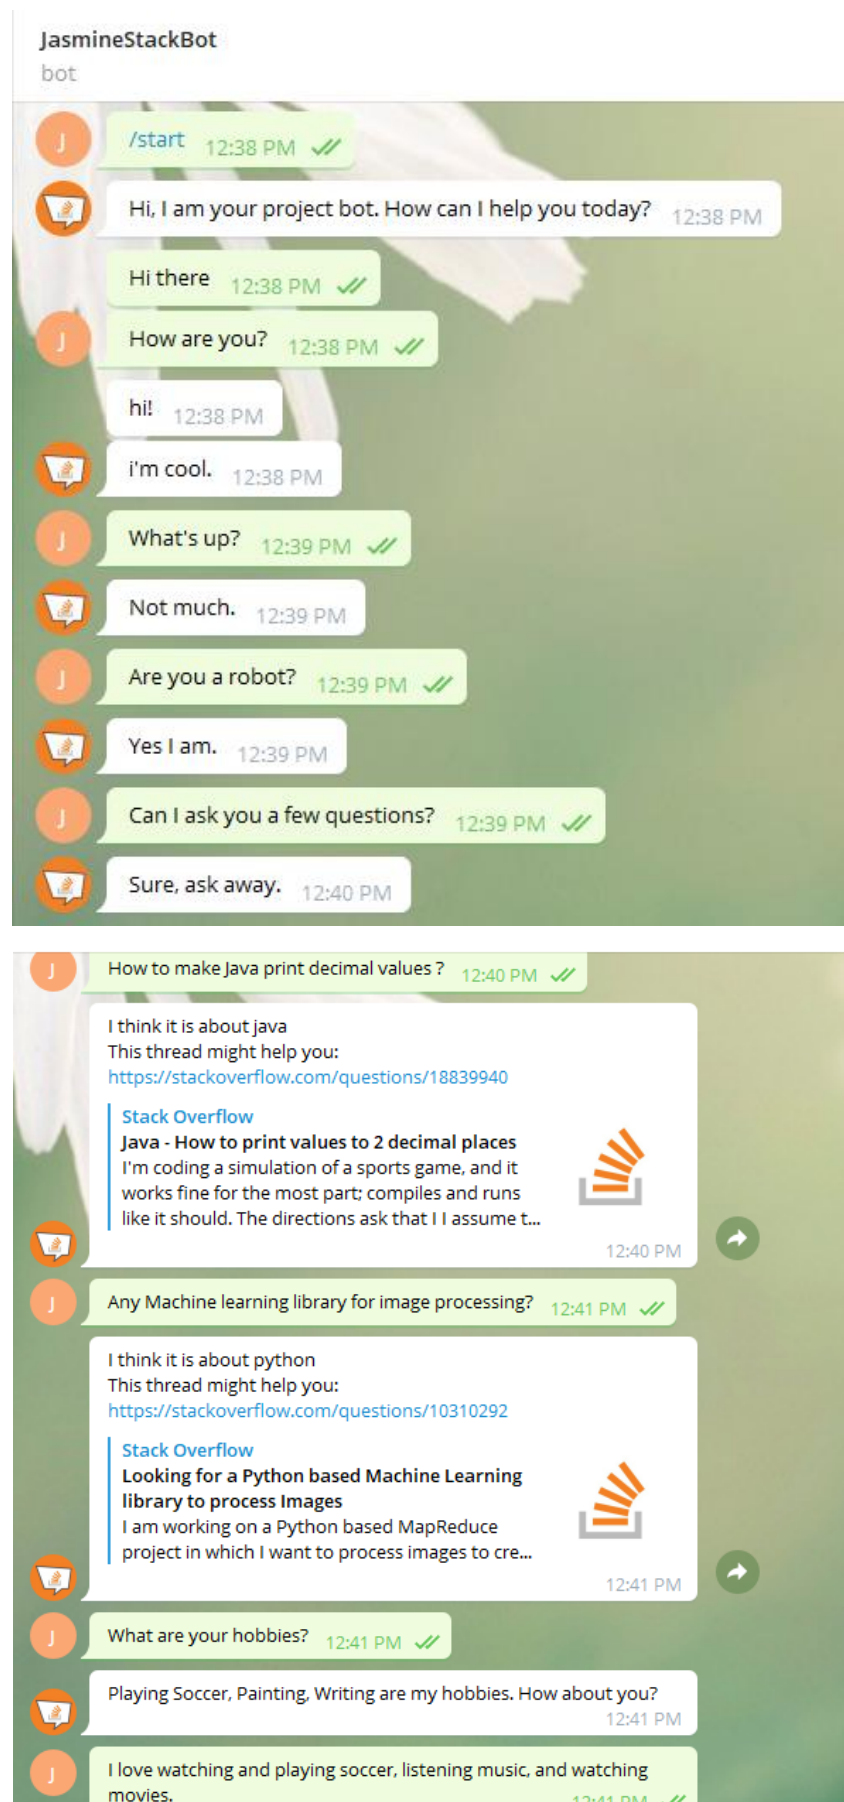 JasmineStackBot
bot
J
/start 12:38 PM
Hi, I am your project bot. How can I help you today? 12:38 PM
Hi there 12:38 PM
J
How are you? 12:38 PM
hi! 12:38 PM
i'm cool. 12:38 PM
J
What's up? 12:39 PM
Not much. 12:39 PM
J
Are you a robot? 12:39 PM
Yes I am. 12:39 PM
J
Can I ask you a few questions? 12:39 PM
Sure, ask away. 12:40 PM
J
How to make Java print decimal values ? 12:40 PM
I think it is about java
This thread might help you:
https://stackoverflow.com/questions/18839940
Stack Overflow
Java - How to print values to 2 decimal places
I'm coding a simulation of a sports game, and it
works fine for the most part; compiles and runs
like it should. The directions ask that I I assume t...
12:40 PM
J
Any Machine learning library for image processing? 12:41 PM
I think it is about python
This thread might help you:
https://stackoverflow.com/questions/10310292
Stack Overflow
Looking for a Python based Machine Learning
library to process Images
I am working on a Python based MapReduce
project in which I want to process images to cre...
12:41 PM
J
What are your hobbies? 12:41 PM
Playing Soccer, Painting, Writing are my hobbies. How about you?
12:41 PM
J
I love watching and playing soccer, listening music, and watching
movies. 12:41 PM